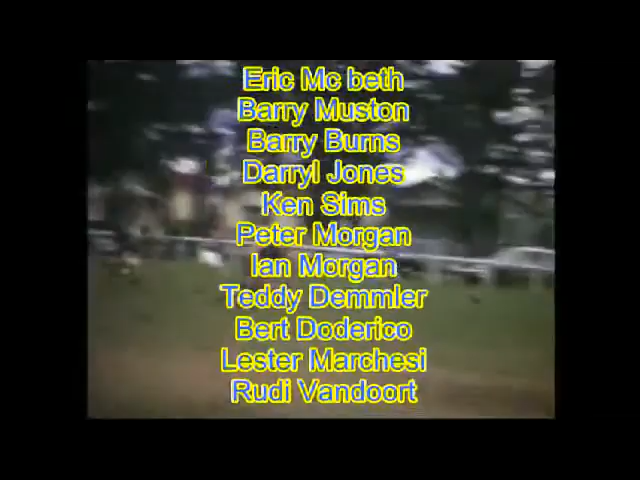 Eric Mc beth
Barry Muston
Barry Burns
Darryl Jones
Ken Sims
Peter Morgan
Ian Morgan
Teddy Demmler
Bert Doderico
Lester Marchesi
Rudi Vandoort